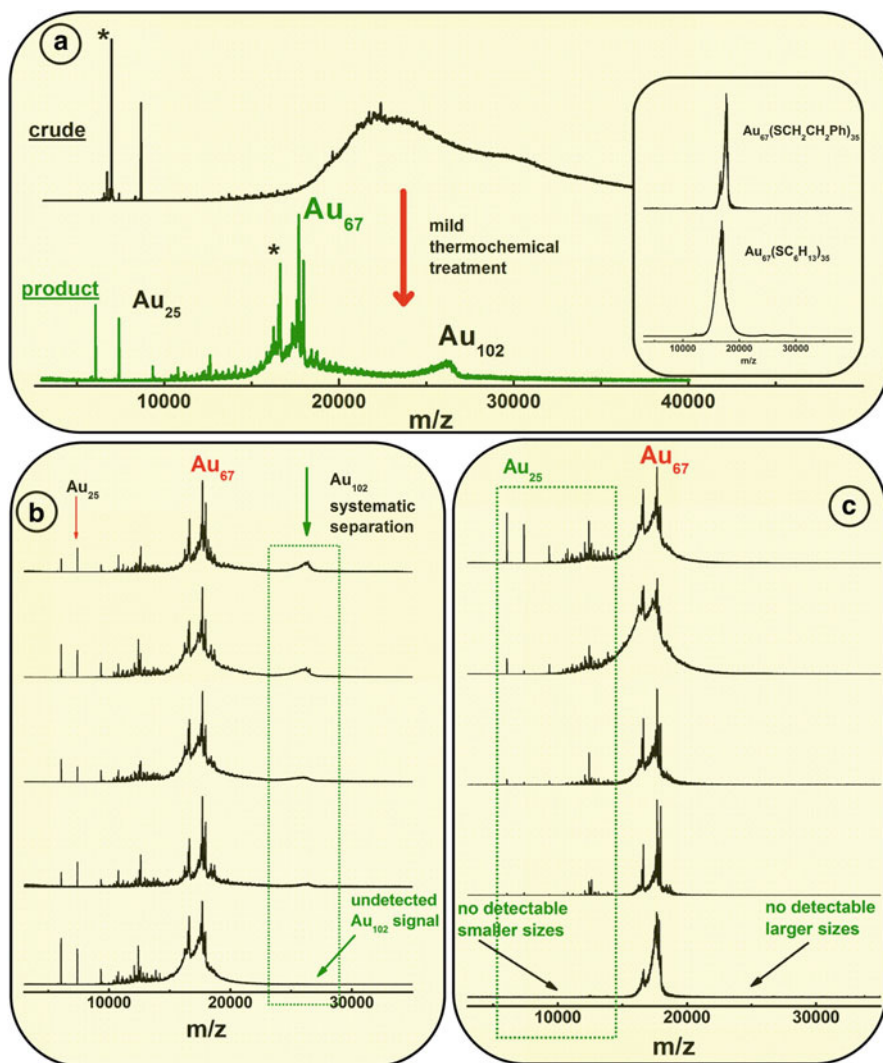 a
*
crude
Au67
mild
thermochemical
treatment
*
product
Au25
Au102
10000 20000 30000 40000
m/z
Au67(SCH2CH2Ph)35
Au67(SC6H13)35
10000 20000 30000
m/z
b
Au25
Au67
Au102
systematic
separation
undetected
Au102 signal
10000 20000 30000
m/z
c
Au25
Au67
no detectable
smaller sizes
no detectable
larger sizes
10000 20000 30000
m/z